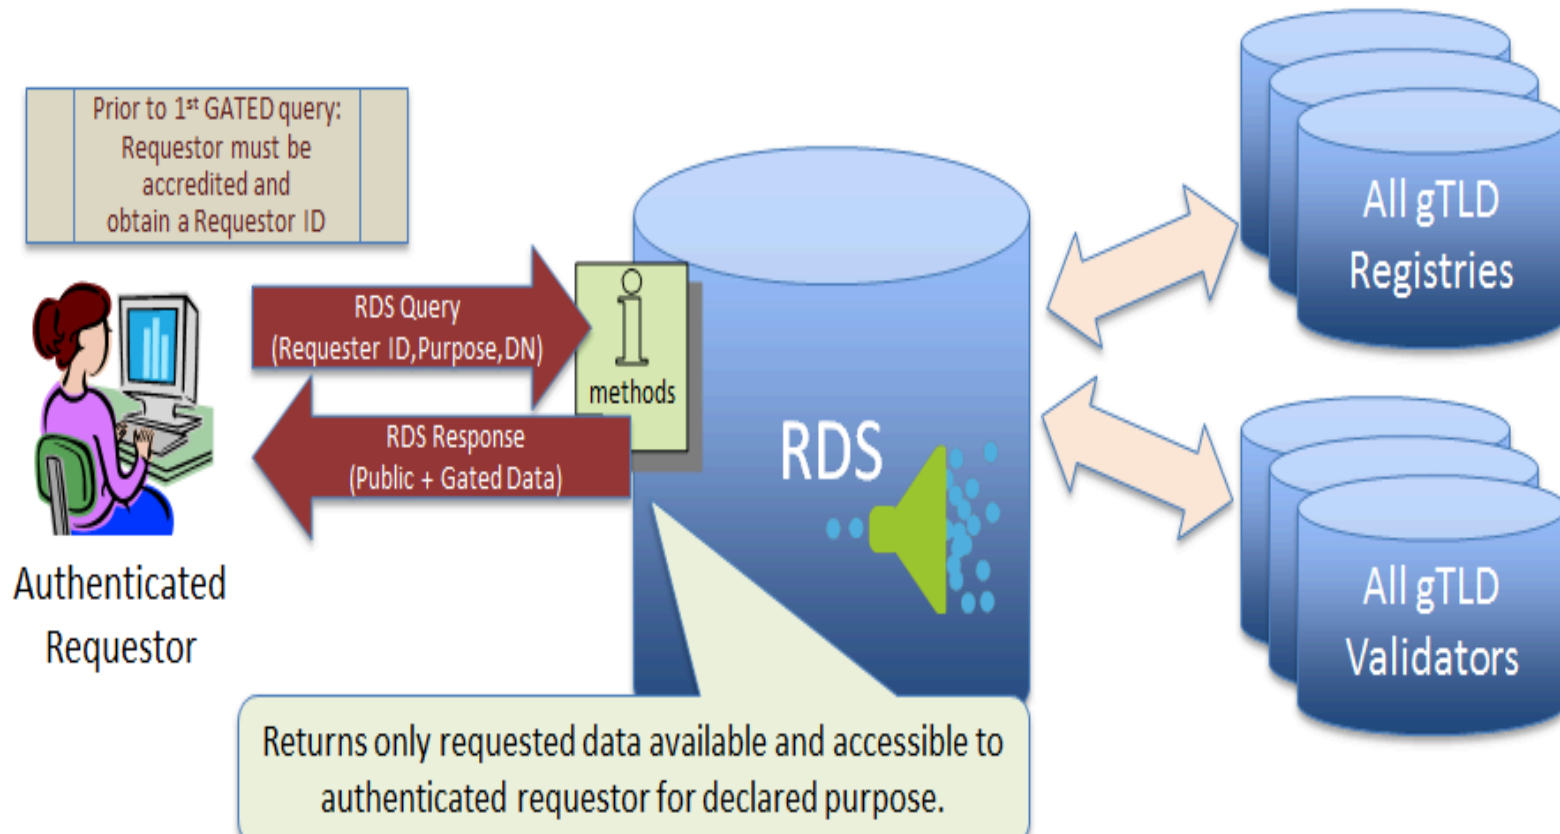 Prior to 1st GATED query:
Requestor must be
accredited and
obtain a Requestor ID
RDS Query
(Requester ID,Purpose,DN)
methods
RDS Response
(Public + Gated Data)
Authenticated
Requestor
RDS
All gTLD
Registries
All gTLD
Validators
Returns only requested data available and accessible to
authenticated requestor for declared purpose.